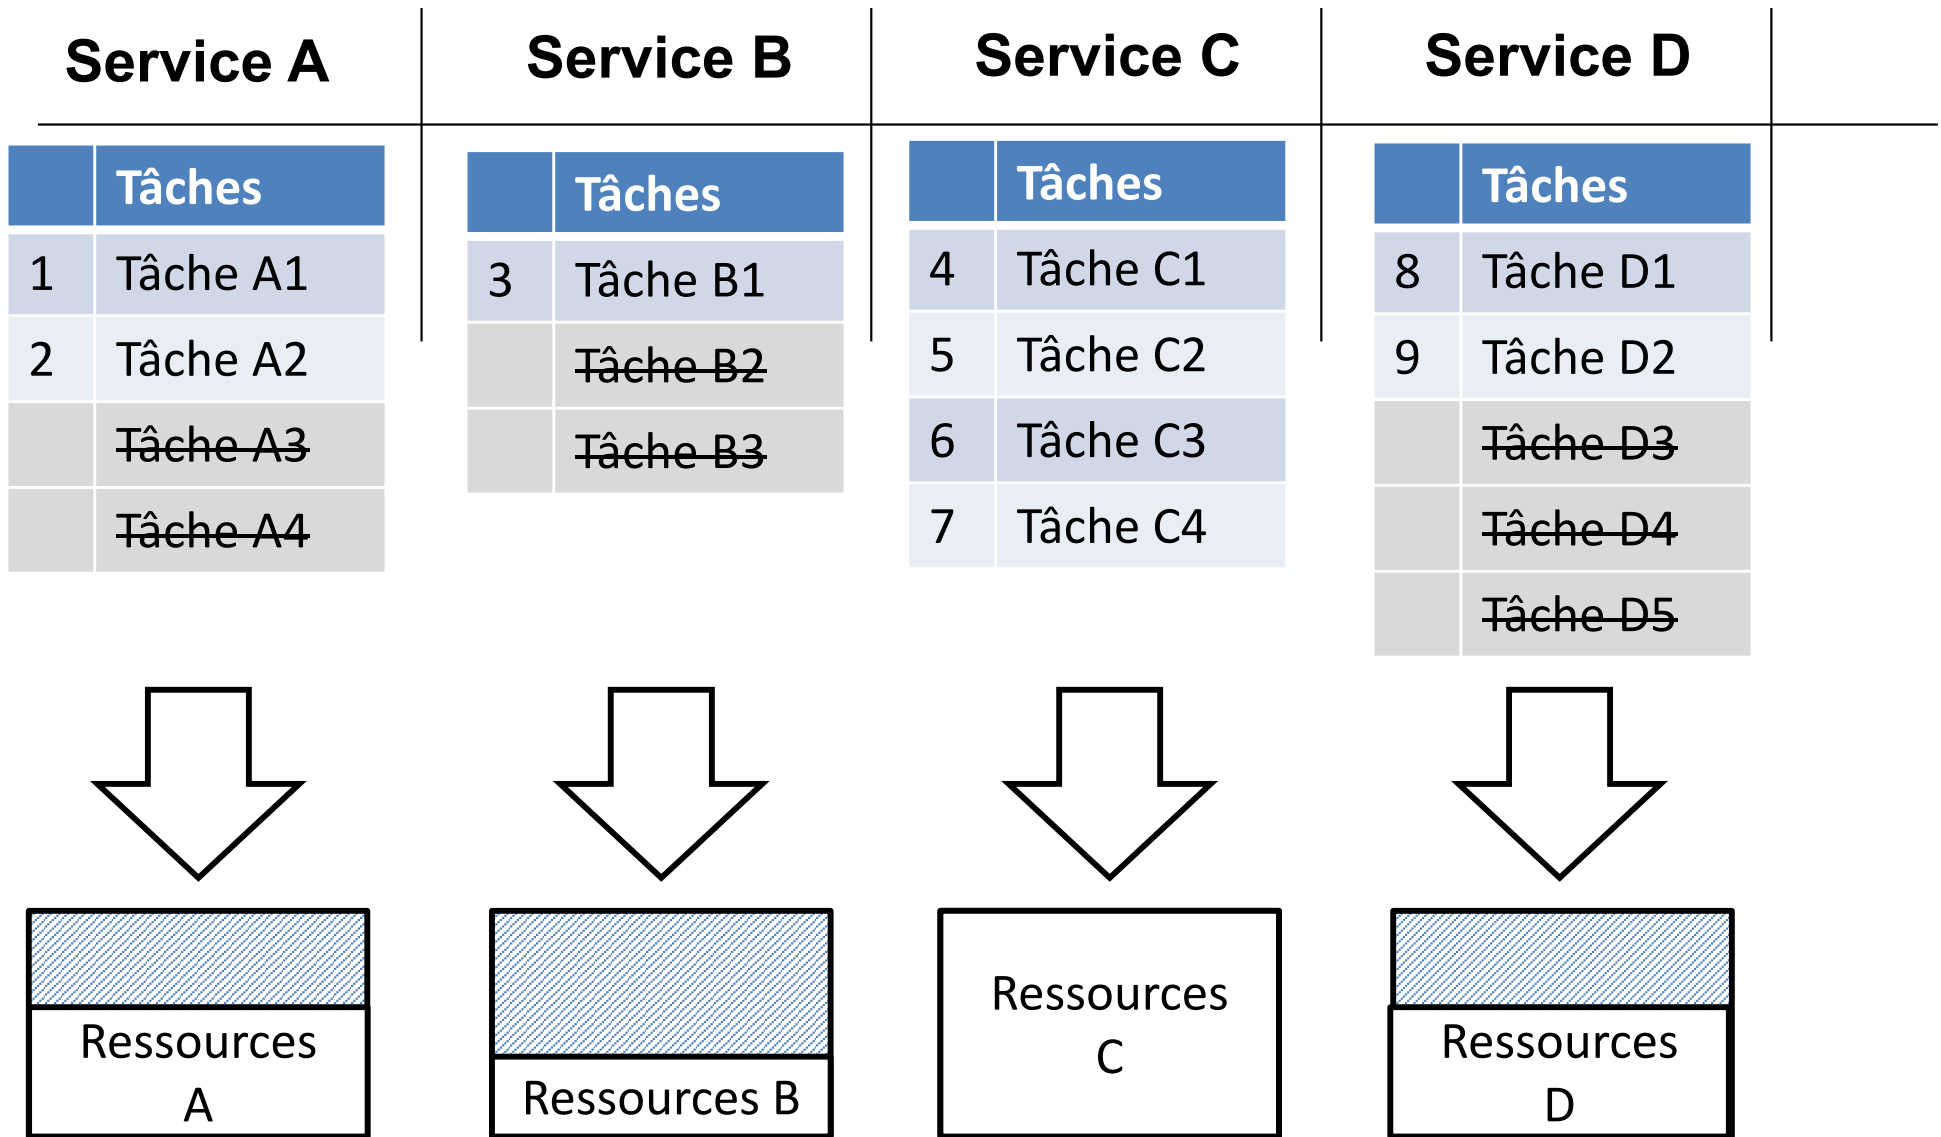 Service A
Service B
Service C
Service D
Tâches
1 Tâche A1
2 Tâche A2
Tâche A3
Tâche A4
Tâches
3 Tâche B1
Tâche B2
Tâche B3
Tâches
4 Tâche C1
5 Tâche C2
6 Tâche C3
7 Tâche C4
Tâches
8 Tâche D1
9 Tâche D2
Tâche D3
Tâche D4
Tâche D5
Ressources
A
Ressources B
Ressources
C
Ressources
D